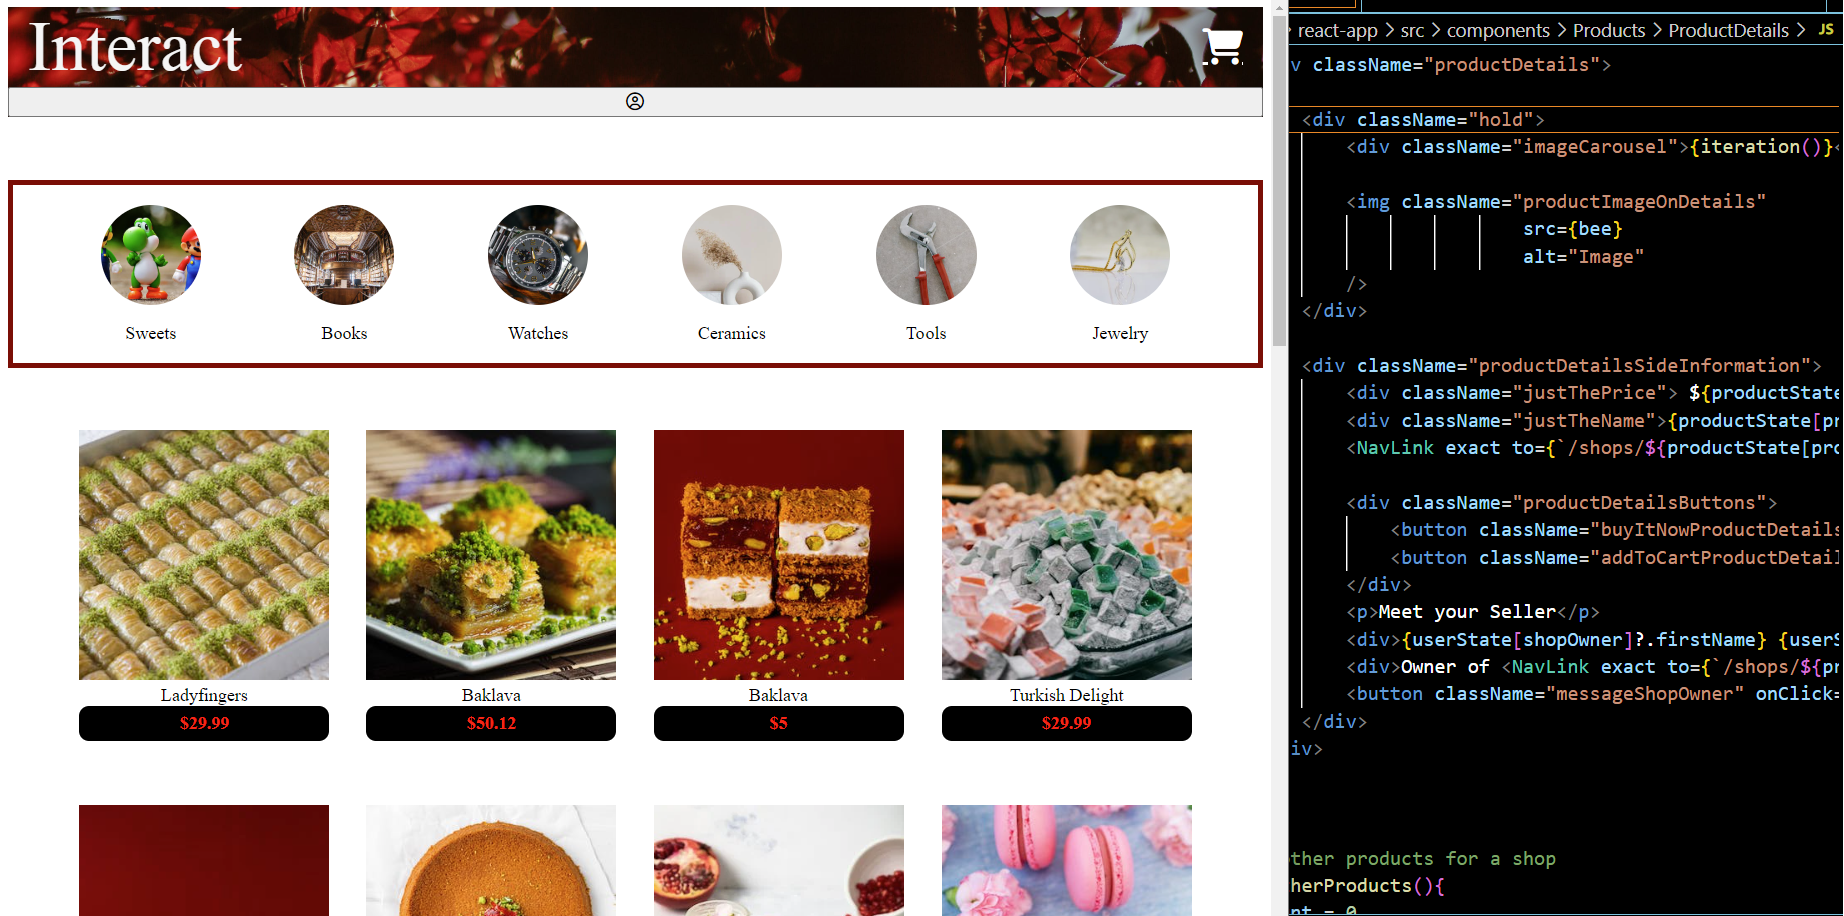 Interact
Sweets
Books
Watches
Ceramics
Tools
Jewelry
Ladyfingers
$29.99
Baklava
$50.12
Baklava
$5
Turkish Delight
$29.99
react-app > src > components > Products > ProductDetails > JS
v className="productDetails">
<div className="hold">
<div className="imageCarousel">{iteration()}<
<img className="productImageOnDetails"
src={bee}
alt="Image"
/>
</div>
<div className="productDetailsSideInformation">
<div className="justThePrice"> ${productState
<div className="justTheName">{productState[pr
<NavLink exact to={`/shops/${productState[pro
<div className="productDetailsButtons">
<button className="buyItNowProductDetails
<button className="addToCartProductDetail
</div>
<p>Meet your Seller</p>
<div>{userState[shopOwner]?.firstName} {userS
<div>Owner of <NavLink exact to={`/shops/${pr
<button className="messageShopOwner" onClick=
</div>
iv>
ther products for a shop
herProducts(){
nt = 0